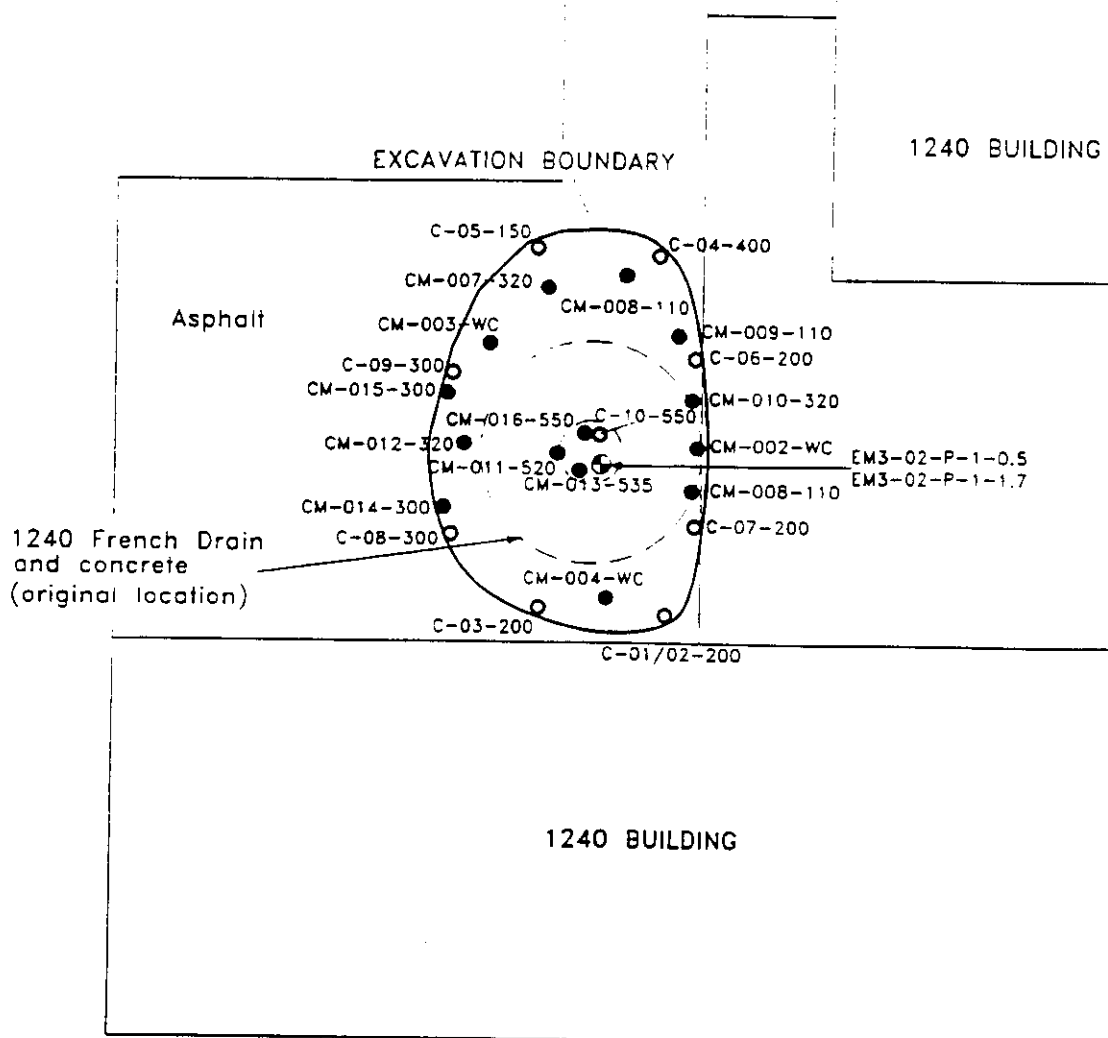 1240 BUILDING
EXCAVATION BOUNDARY
C-05-150
C-04-400
CM-007-320
CM-008-110
Asphalt
CM-003-WC
CM-009-110
C-09-300
C-06-200
CM-015-300
CM-010-320
CM-016-550
C-10-550
CM-012-320
CM-002-WC
CM-011-520
EM3-02-P-1-0.5
EM3-02-P-1-1.7
CM-013-535
CM-008-110
CM-014-300
C-07-200
C-08-300
1240 French Drain
and concrete
(original location)
CM-004-WC
C-03-200
C-01/02-200
1240 BUILDING